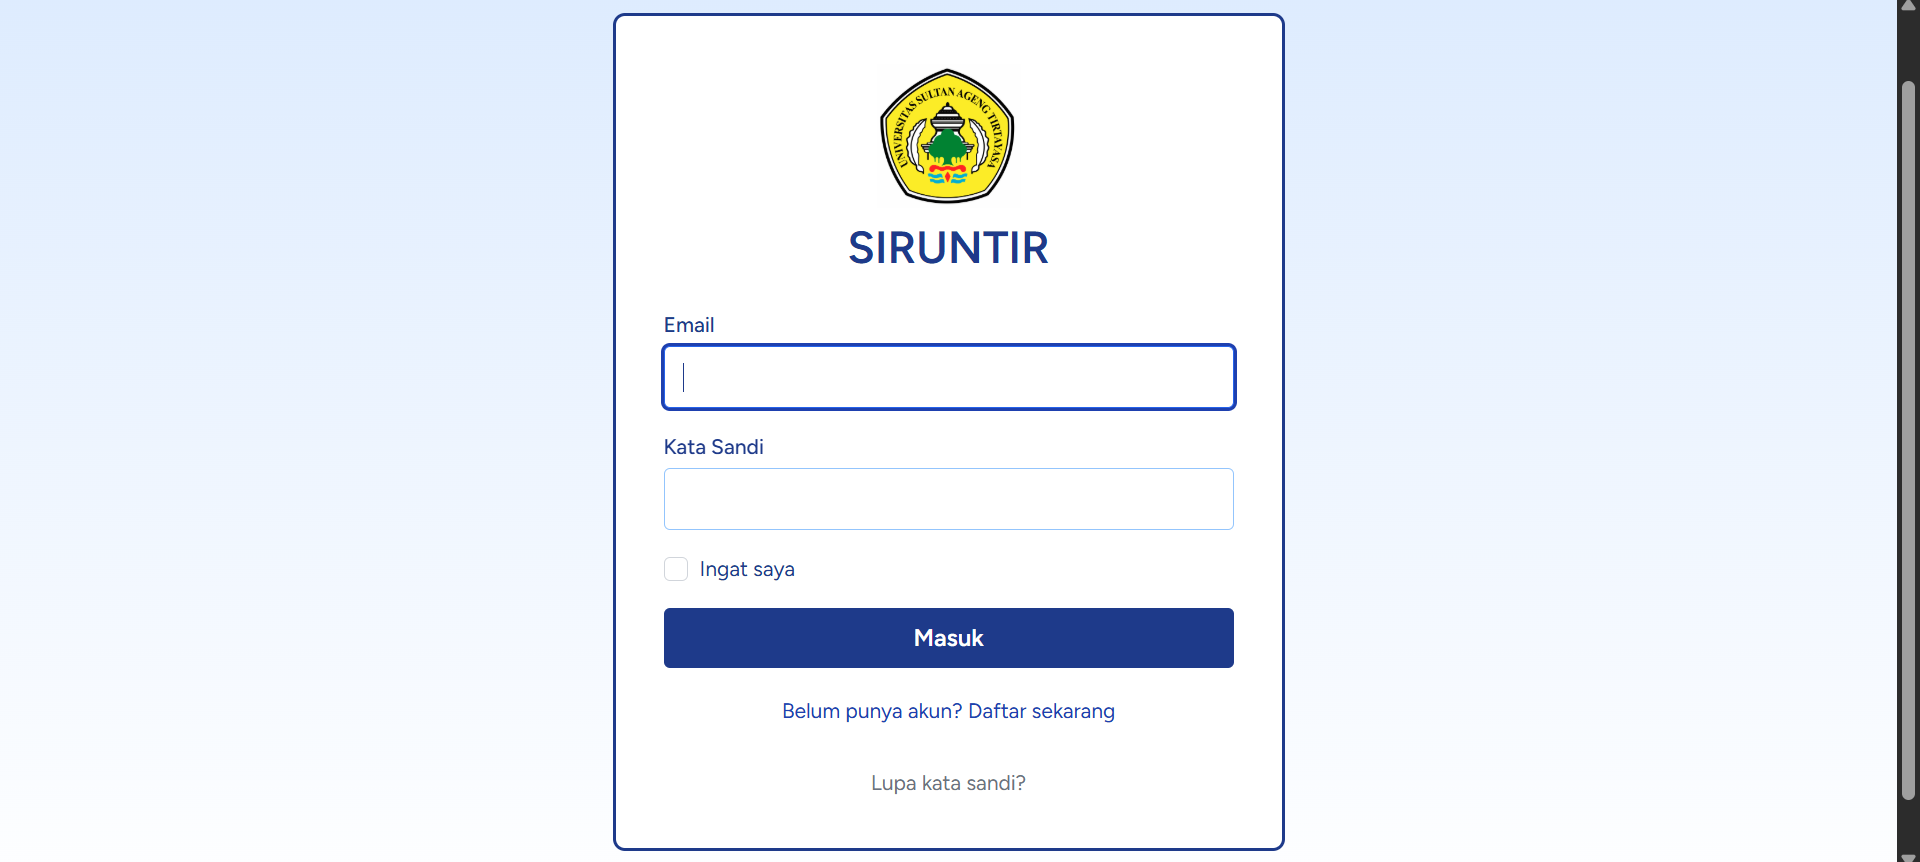 UNIVERSITAS SULTAN AGENG TIRTAYASA
SIRUNTIR
Email
Kata Sandi
Ingat saya
Masuk
Belum punya akun? Daftar sekarang
Lupa kata sandi?